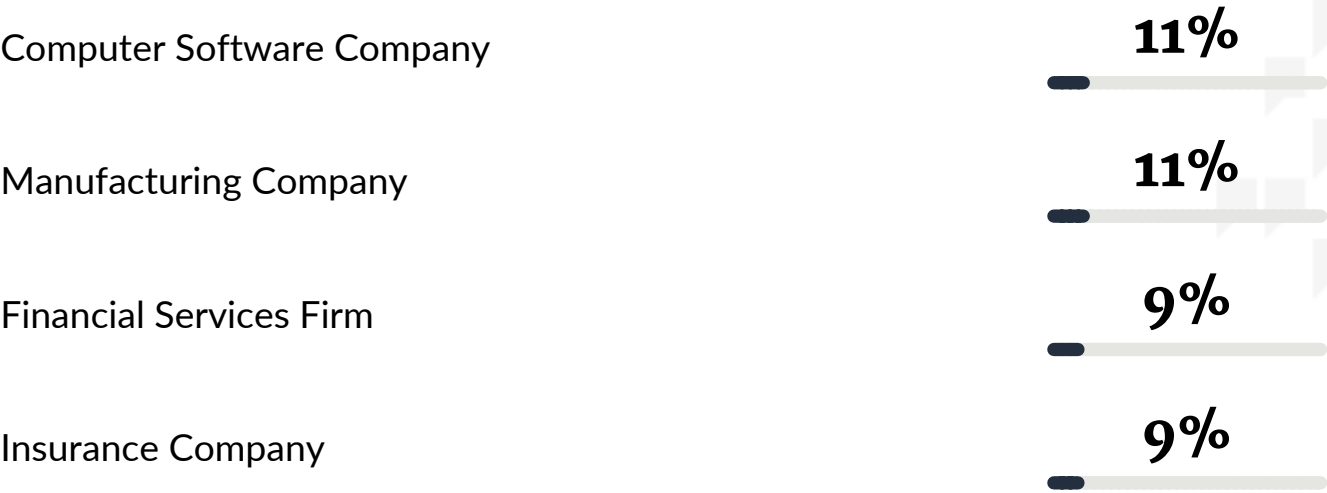 Computer Software Company 11%
Manufacturing Company 11%
Financial Services Firm 9%
Insurance Company 9%